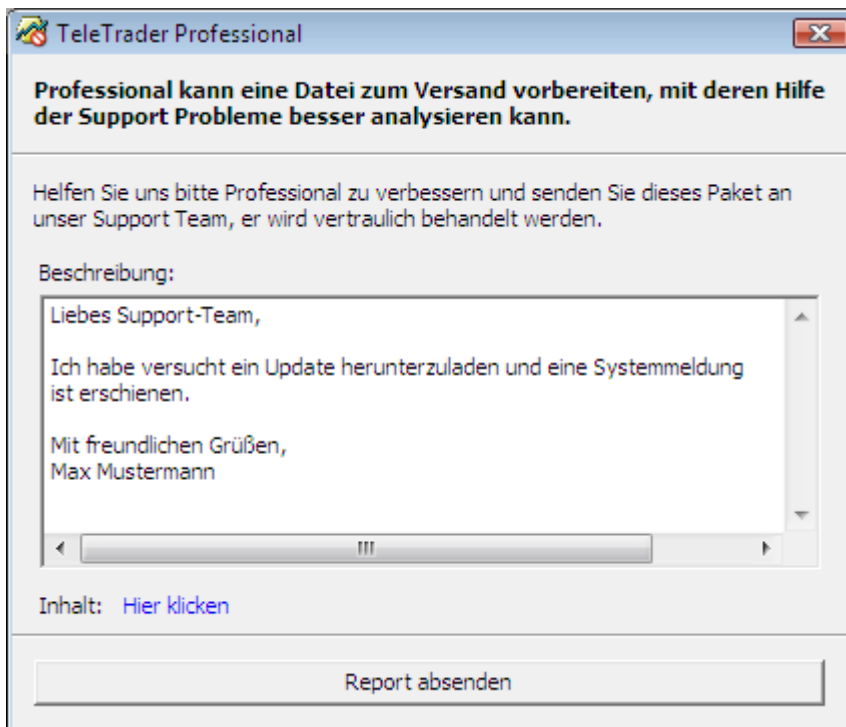 TeleTrader Professional
Professional kann eine Datei zum Versand vorbereiten, mit deren Hilfe
der Support Probleme besser analysieren kann.
Helfen Sie uns bitte Professional zu verbessern und senden Sie dieses Paket an
unser Support Team, er wird vertraulich behandelt werden.
Beschreibung:
Liebes Support-Team,
Ich habe versucht ein Update herunterzuladen und eine Systemmeldung
ist erschienen.
Mit freundlichen Grüßen,
Max Mustermann
Inhalt: Hier klicken
Report absenden